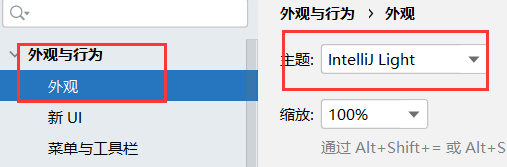 外观与行为
外观
新 UI
菜单与工具栏
外观与行为 › 外观
主题: IntelliJ Light
缩放: 100%
通过 Alt+Shift+= 或 Alt+S